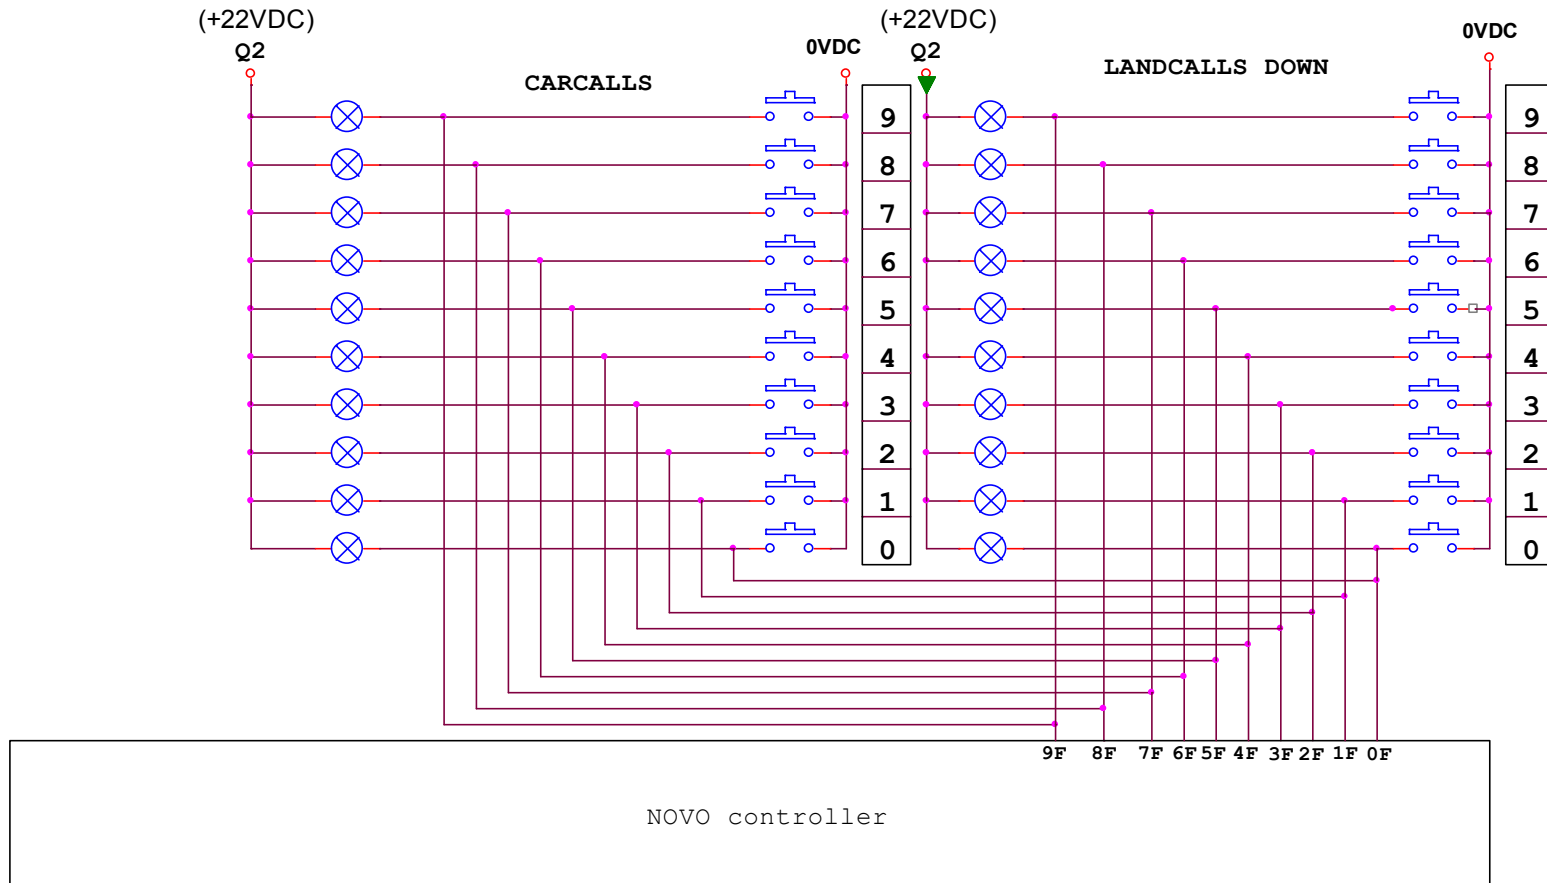 (+22VDC)
Q2
CARCALLS
0VDC
(+22VDC)
Q2
LANDCALLS DOWN
0VDC
9
8
7
6
5
4
3
2
1
0
9
8
7
6
5
4
3
2
1
0
9F 8F 7F 6F 5F 4F 3F 2F 1F 0F
NOVO controller